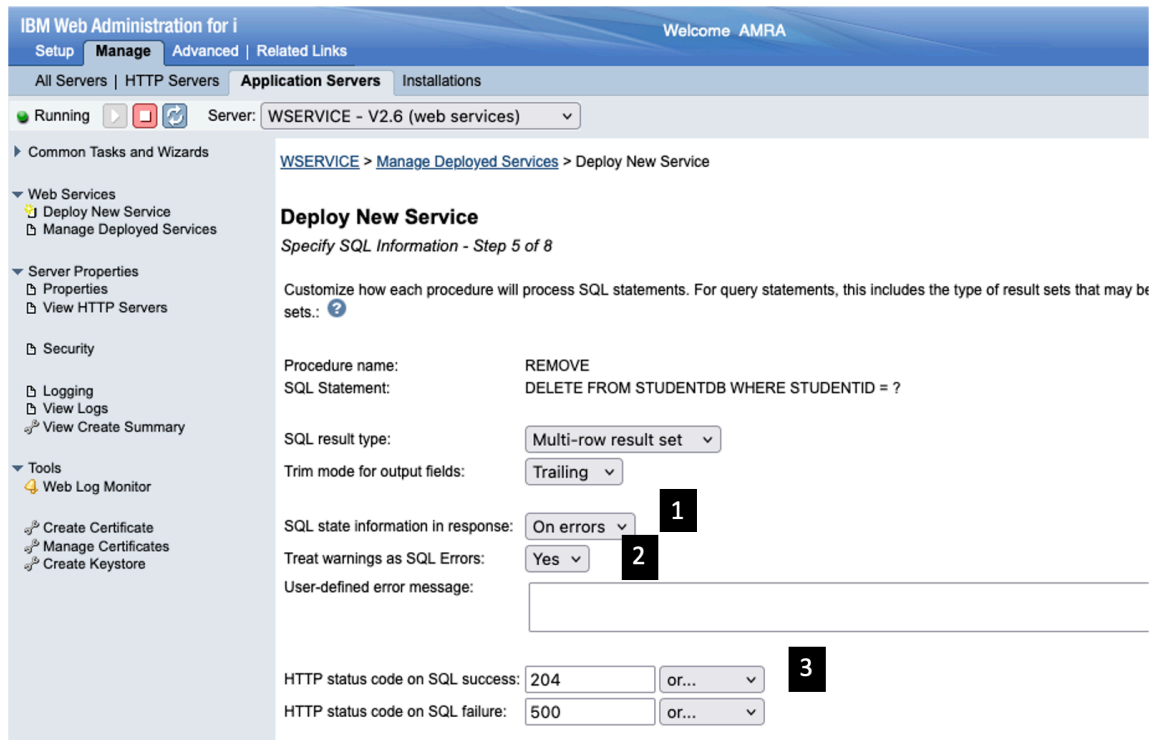 IBM Web Administration for i
Welcome AMRA
Setup Manage Advanced | Related Links
All Servers | HTTP Servers Application Servers Installations
Running Server: WSERVICE - V2.6 (web services)
Common Tasks and Wizards
Web Services
Deploy New Service
Manage Deployed Services
Server Properties
Properties
View HTTP Servers
Security
Logging
View Logs
View Create Summary
Tools
Web Log Monitor
Create Certificate
Manage Certificates
Create Keystore
WSERVICE > Manage Deployed Services > Deploy New Service
Deploy New Service
Specify SQL Information - Step 5 of 8
Customize how each procedure will process SQL statements. For query statements, this includes the type of result sets that may be
sets.: ?
Procedure name: REMOVE
SQL Statement: DELETE FROM STUDENTDB WHERE STUDENTID = ?
SQL result type: Multi-row result set
Trim mode for output fields: Trailing
SQL state information in response: On errors 1
Treat warnings as SQL Errors: Yes 2
User-defined error message:
3
HTTP status code on SQL success: 204 or...
HTTP status code on SQL failure: 500 or...